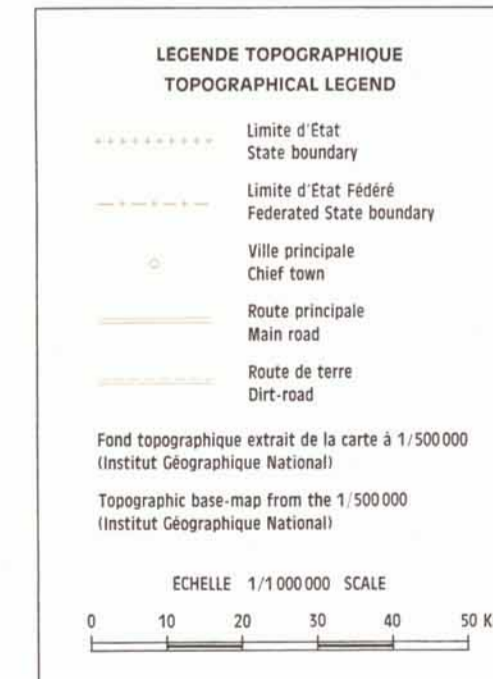 LEGENDE TOPOGRAPHIQUE
TOPOGRAPHICAL LEGEND
Limite d'État
State boundary
Limite d'État Fédéré
Federated State boundary
Ville principale
Chief town
Route principale
Main road
Route de terre
Dirt-road
Fond topographique extrait de la carte à 1/500 000
(Institut Géographique National)
Topographic base-map from the 1/500 000
(Institut Géographique National)
ÉCHELLE 1/1 000 000 SCALE
0 10 20 30 40 50 K